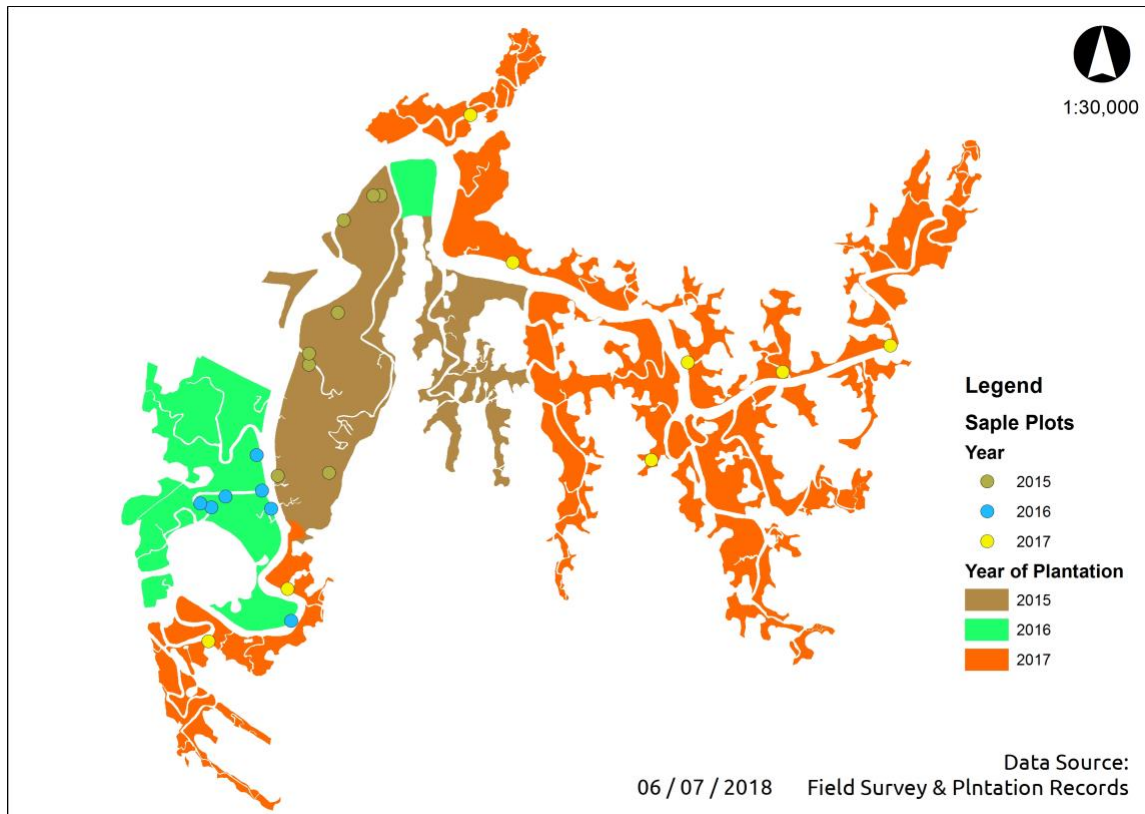 1:30,000
Legend
Saple Plots
Year
2015
2016
2017
Year of Plantation
2015
2016
2017
Data Source:
06 / 07 / 2018 Field Survey & Plntation Records